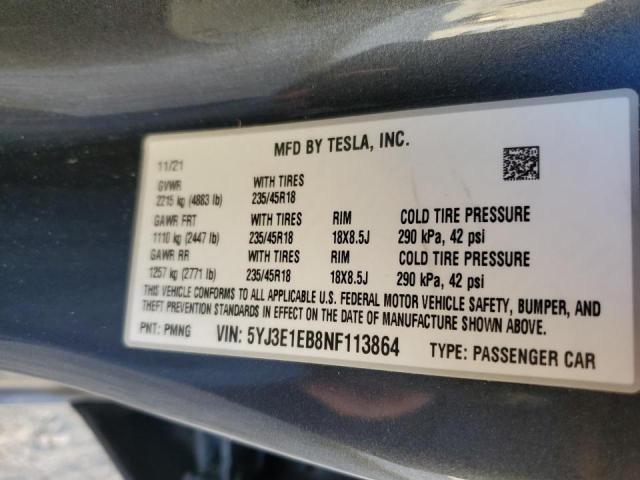 MFD BY TESLA, INC.
11/21
GVWR WITH TIRES
2215 kg (4883 lb) 235/45R18
GAWR FRT WITH TIRES RIM COLD TIRE PRESSURE
1110 kg (2447 lb) 235/45R18 18X8.5J 290 kPa, 42 psi
GAWR RR WITH TIRES RIM COLD TIRE PRESSURE
1257 kg (2771 lb) 235/45R18 18X8.5J 290 kPa, 42 psi
THIS VEHICLE CONFORMS TO ALL APPLICABLE U.S. FEDERAL MOTOR VEHICLE SAFETY, BUMPER, AND
THEFT PREVENTION STANDARDS IN EFFECT ON THE DATE OF MANUFACTURE SHOWN ABOVE.
PNT: PMNG VIN: 5YJ3E1EB8NF113864 TYPE: PASSENGER CAR